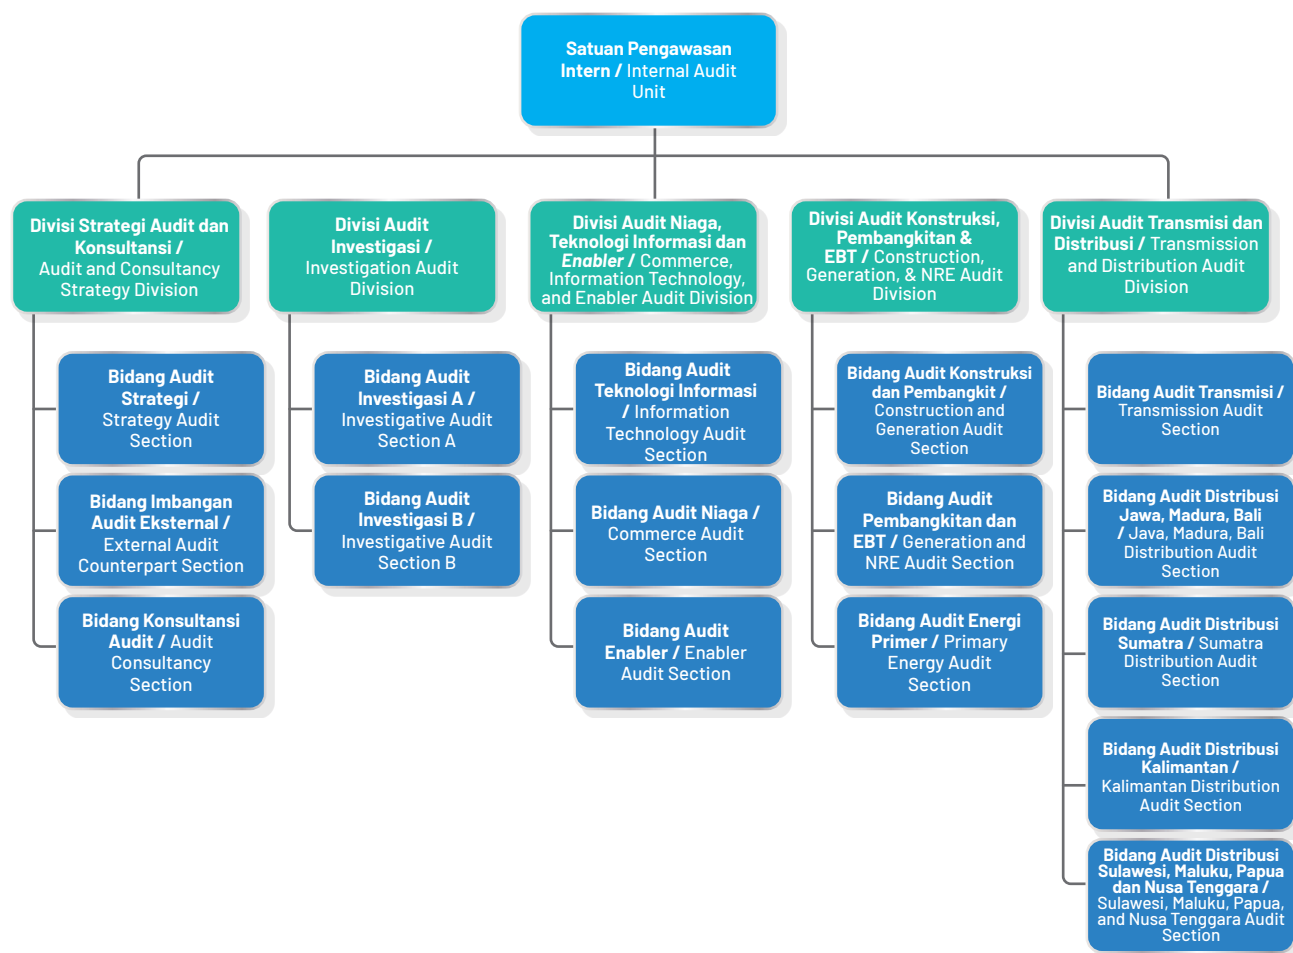 Satuan Pengawasan
Intern / Internal Audit
Unit
Divisi Strategi Audit dan
Konsultansi /
Audit and Consultancy
Strategy Division
Divisi Audit
Investigasi /
Investigation Audit
Division
Divisi Audit Niaga,
Teknologi Informasi dan
Enabler / Commerce,
Information Technology,
and Enabler Audit Division
Divisi Audit Konstruksi,
Pembangkitan &
EBT / Construction,
Generation, & NRE Audit
Division
Divisi Audit Transmisi dan
Distribusi / Transmission
and Distribution Audit
Division
Bidang Audit
Strategi /
Strategy Audit
Section
Bidang Imbangan
Audit Eksternal /
External Audit
Counterpart Section
Bidang Konsultansi
Audit / Audit
Consultancy
Section
Bidang Audit
Investigasi A /
Investigative Audit
Section A
Bidang Audit
Investigasi B /
Investigative Audit
Section B
Bidang Audit
Teknologi Informasi
/ Information
Technology Audit
Section
Bidang Audit Niaga /
Commerce Audit
Section
Bidang Audit
Enabler / Enabler
Audit Section
Bidang Audit Konstruksi
dan Pembangkit /
Construction and
Generation Audit
Section
Bidang Audit
Pembangkitan dan
EBT / Generation and
NRE Audit Section
Bidang Audit Energi
Primer / Primary
Energy Audit
Section
Bidang Audit Transmisi /
Transmission Audit
Section
Bidang Audit Distribusi
Jawa, Madura, Bali
/ Java, Madura, Bali
Distribution Audit
Section
Bidang Audit Distribusi
Sumatra / Sumatra
Distribution Audit
Section
Bidang Audit Distribusi
Kalimantan /
Kalimantan Distribution
Audit Section
Bidang Audit Distribusi
Sulawesi, Maluku, Papua
dan Nusa Tenggara /
Sulawesi, Maluku, Papua,
and Nusa Tenggara Audit
Section